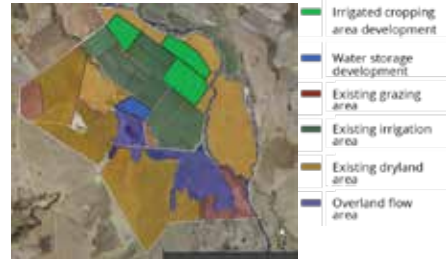 Irrigated cropping
area development
Water storage
development
Existing grazing
area
Existing irrigation
area
Existing dryland
area
Overland flow
area